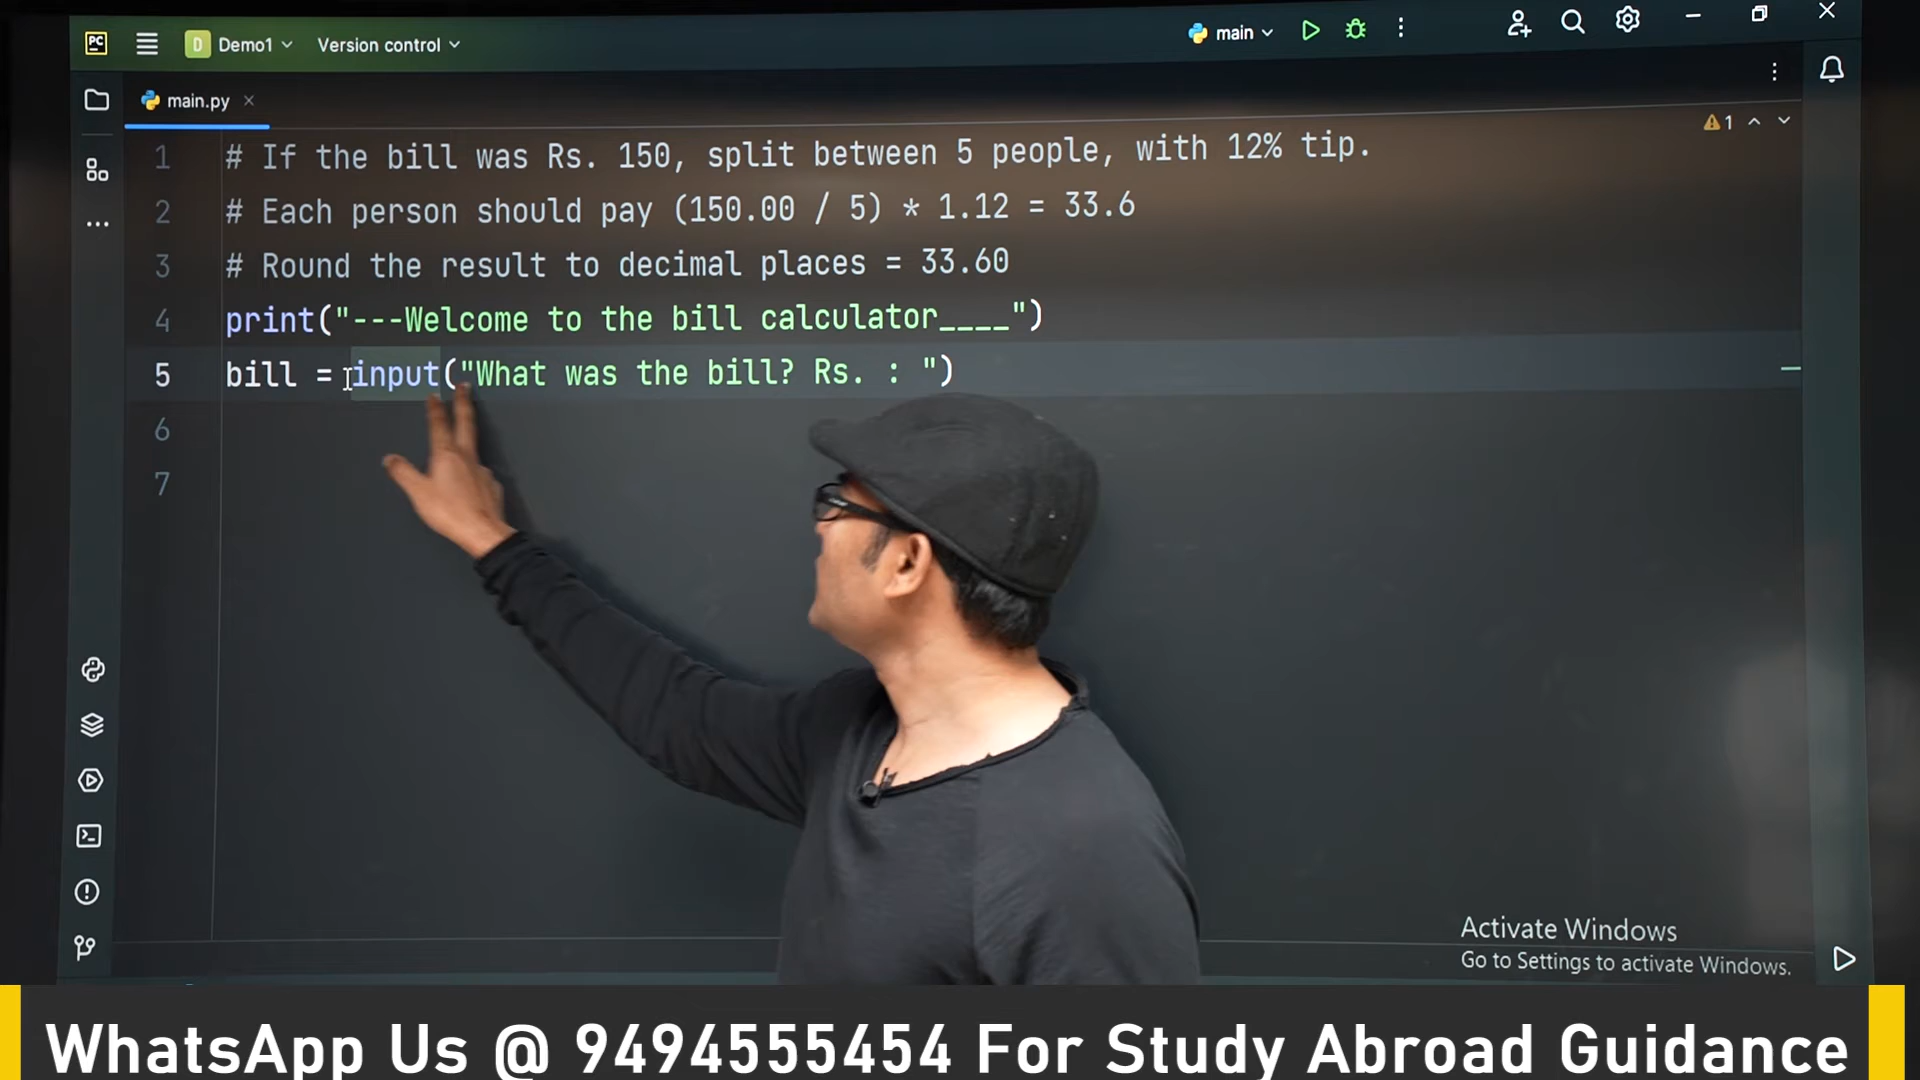 PC D Demo1 Version control main
main.py
1
1 # If the bill was Rs. 150, split between 5 people, with 12% tip.
2 # Each person should pay (150.00 / 5) * 1.12 = 33.6
3 # Round the result to decimal places = 33.60
4 print("---Welcome to the bill calculator____")
5 bill = input("What was the bill? Rs. : ")
6
7
Activate Windows
Go to Settings to activate Windows.
WhatsApp Us @ 9494555454 For Study Abroad Guidance